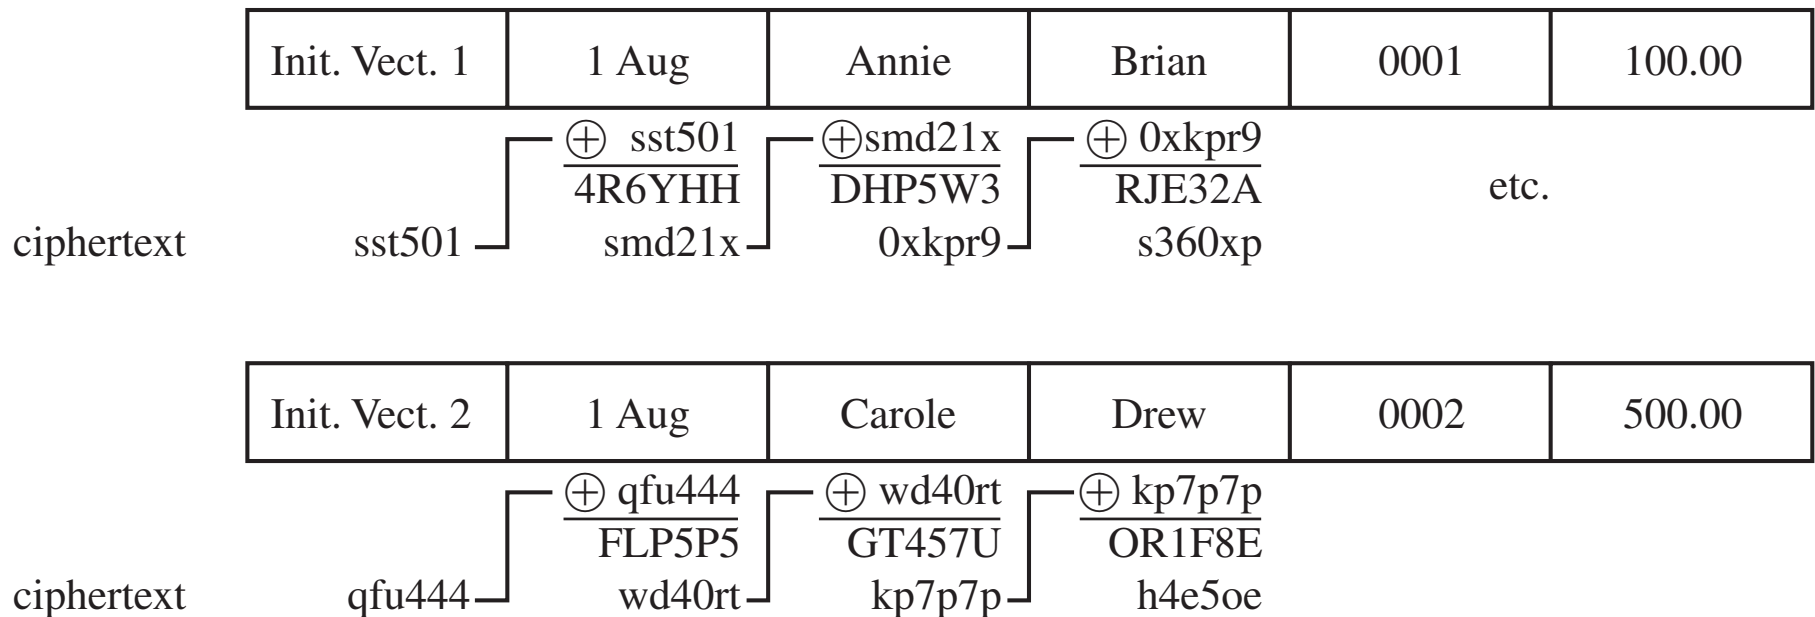 Init. Vect. 1 1 Aug Annie Brian 0001 100.00
⊕ sst501 ⊕smd21x ⊕ 0xkpr9
4R6YHH DHP5W3 RJE32A etc.
ciphertext sst501 smd21x 0xkpr9 s360xp
Init. Vect. 2 1 Aug Carole Drew 0002 500.00
⊕ qfu444 ⊕ wd40rt ⊕ kp7p7p
FLP5P5 GT457U OR1F8E
ciphertext qfu444 wd40rt kp7p7p h4e5oe